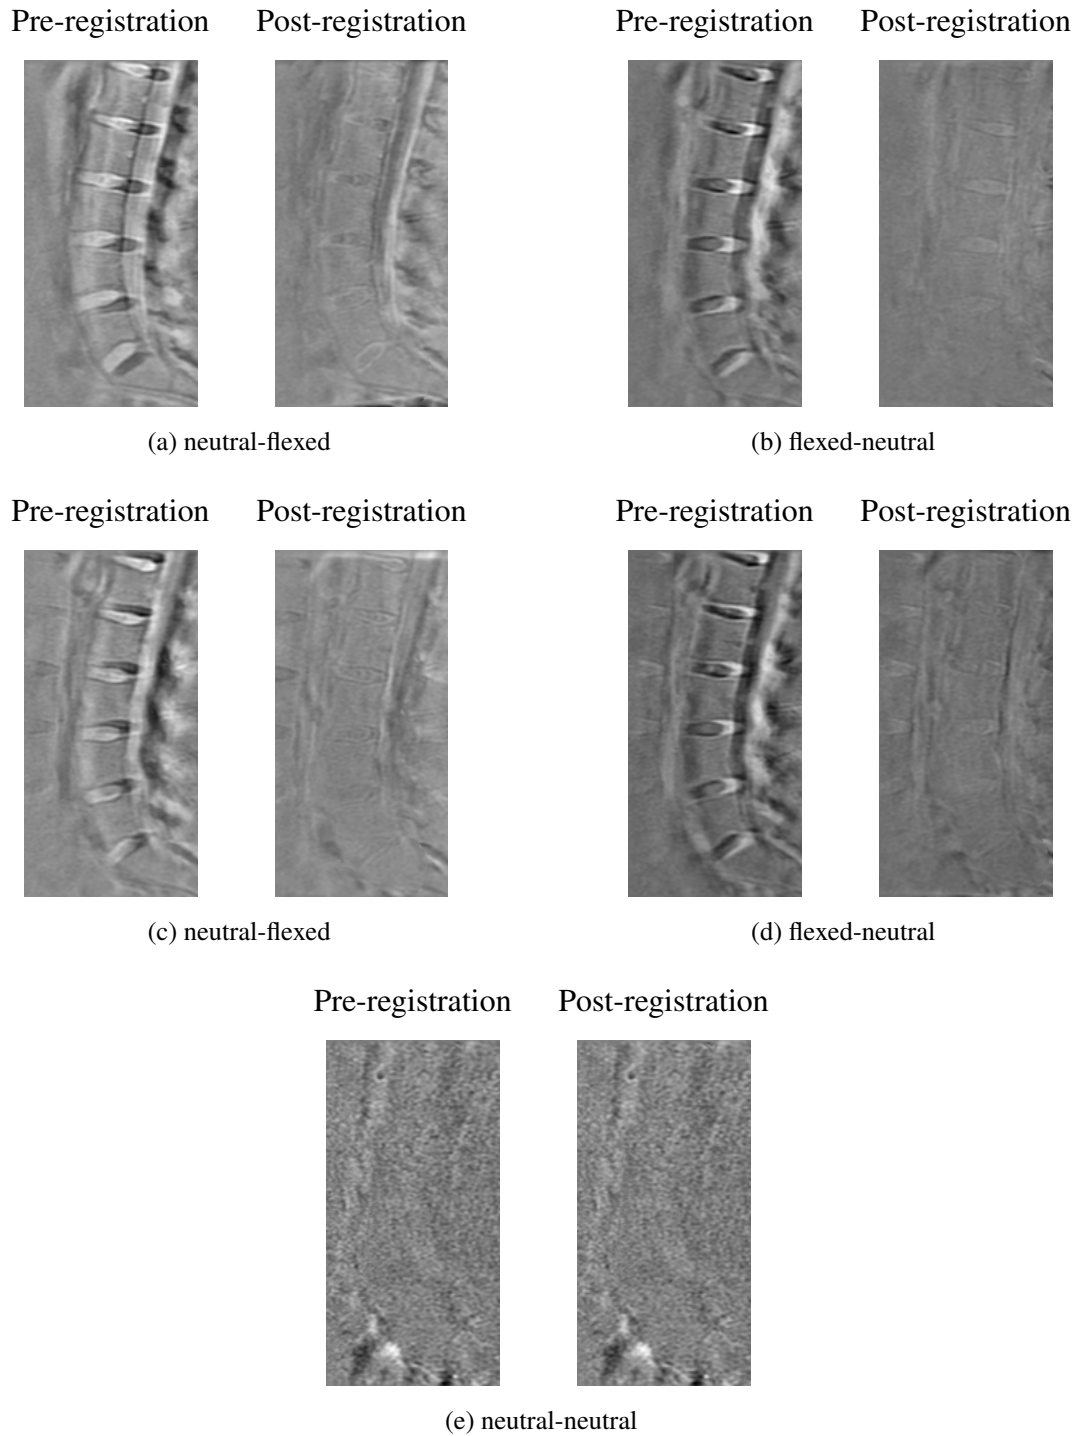 Pre-registration Post-registration Pre-registration Post-registration
(a) neutral-flexed (b) flexed-neutral
Pre-registration Post-registration Pre-registration Post-registration
(c) neutral-flexed (d) flexed-neutral
Pre-registration Post-registration
(e) neutral-neutral